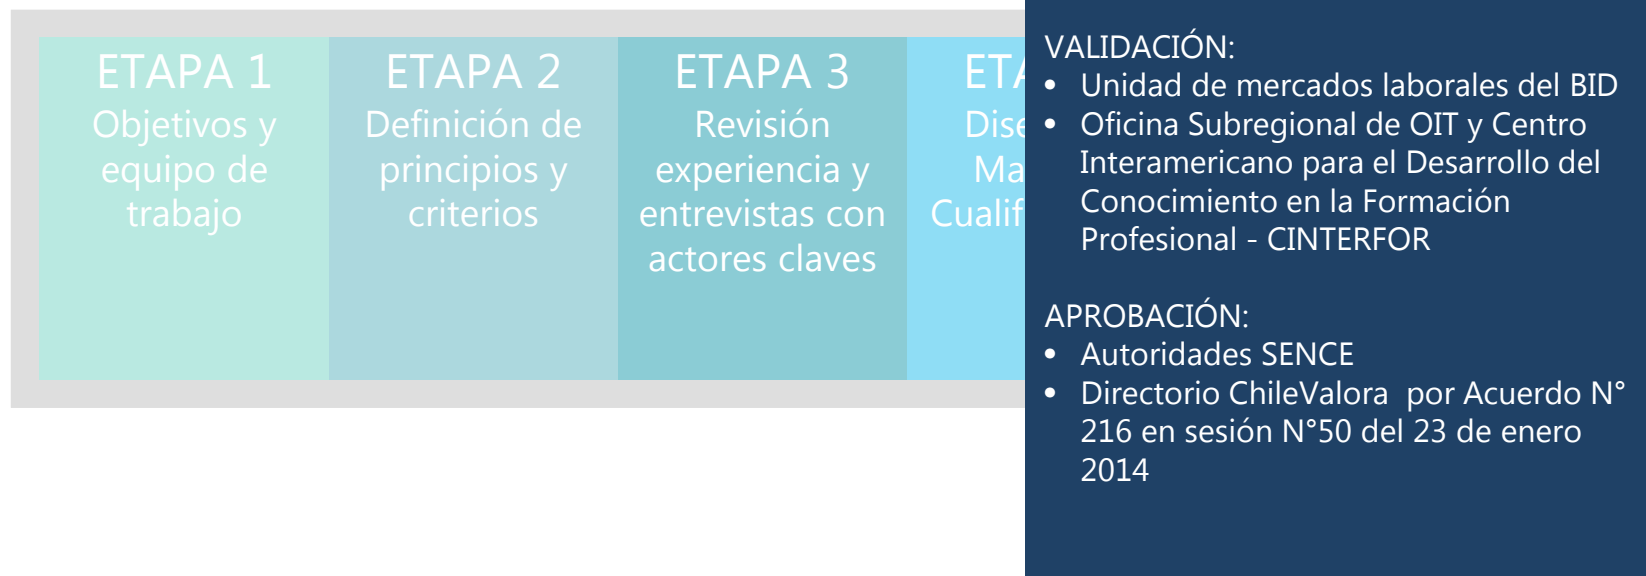 ETAPA 1
Objetivos y
equipo de
trabajo
ETAPA 2
Definición de
principios y
criterios
ETAPA 3
Revisión
experiencia y
entrevistas con
actores claves
VALIDACIÓN:
• Unidad de mercados laborales del BID
• Oficina Subregional de OIT y Centro
Interamericano para el Desarrollo del
Conocimiento en la Formación
Profesional - CINTERFOR
APROBACIÓN:
• Autoridades SENCE
• Directorio ChileValora  por Acuerdo N°
216 en sesión N°50 del 23 de enero
2014